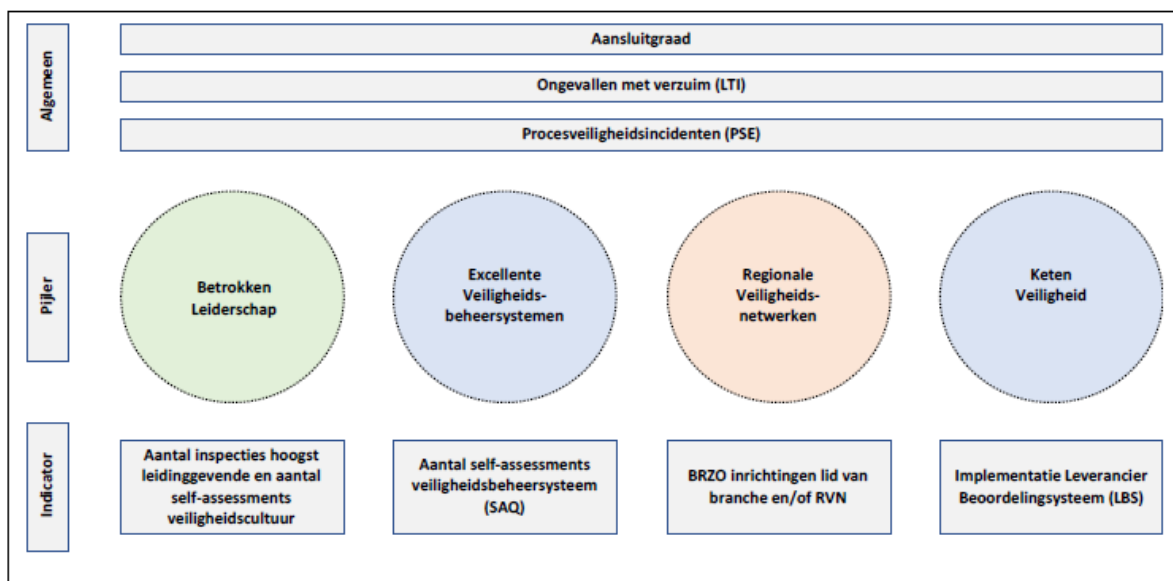 Algemeen
Aansluitgraad
Ongevallen met verzuim (LTI)
Procesveiligheidsincidenten (PSE)
Pijler
Betrokken
Leiderschap
Excellente
Veiligheids-
beheersystemen
Regionale
Veiligheids-
netwerken
Keten
Veiligheid
Indicator
Aantal inspecties hoogst
leidinggevende en aantal
self-assessments
veiligheidscultuur
Aantal self-assessments
veiligheidsbeheersysteem
(SAQ)
BRZO inrichtingen lid van
branche en/of RVN
Implementatie Leverancier
Beoordelingsysteem (LBS)